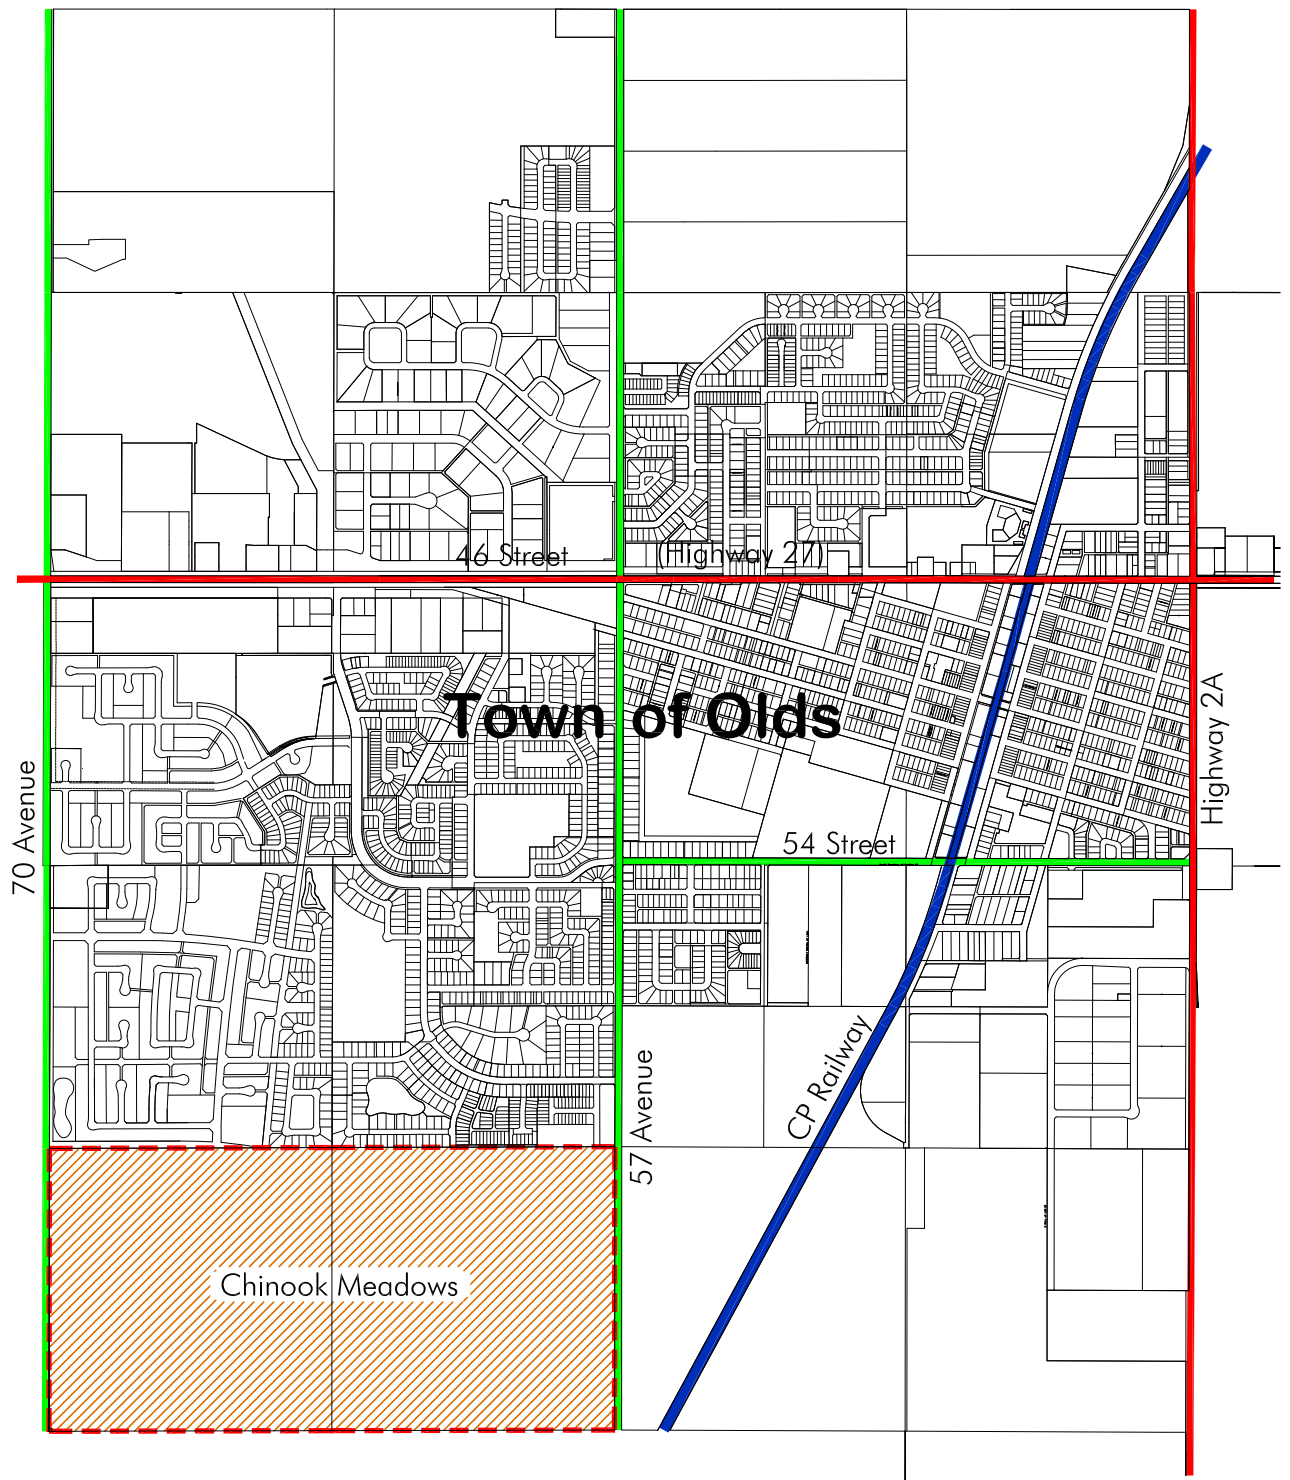 46 Street
(Highway 27)
Town of Olds
Highway 2A
70 Avenue
54 Street
CP Railway
57 Avenue
Chinook Meadows